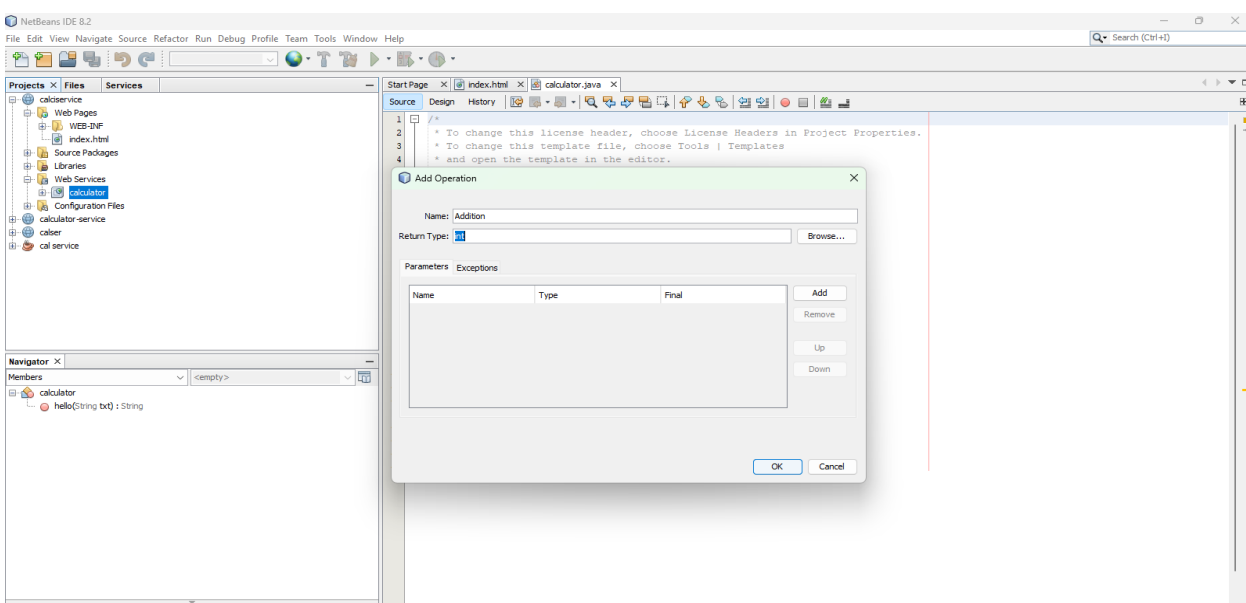 NetBeans IDE 8.2
File Edit View Navigate Source Refactor Run Debug Profile Team Tools Window Help
Search (Ctrl+I)
Projects Files Services
calciservice
Web Pages
WEB-INF
index.html
Source Packages
Libraries
Web Services
calculator
Configuration Files
calculator-service
calser
cal service
Navigator
Members <empty>
calculator
hello(String txt) : String
Start Page index.html calculator.java
Source Design History
1 /*
2 * To change this license header, choose License Headers in Project Properties.
3 * To change this template file, choose Tools | Templates
4 * and open the template in the editor.
Add Operation
Name: Addition
Return Type: int Browse...
Parameters Exceptions
Name Type Final
Add
Remove
Up
Down
OK Cancel